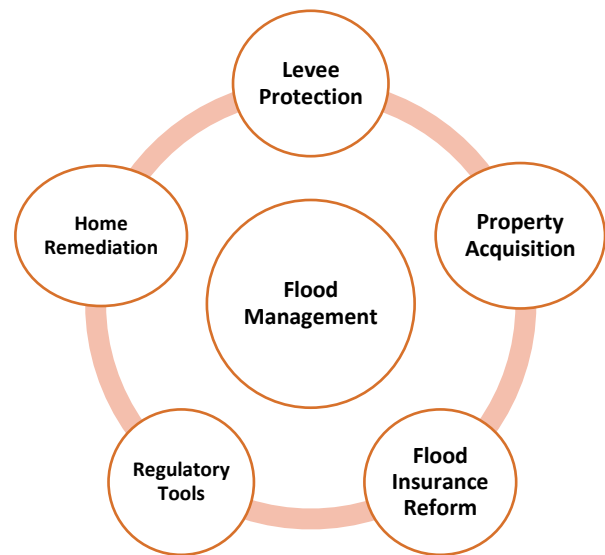 Levee
Protection
Property
Acquisition
Flood
Insurance
Reform
Regulatory
Tools
Home
Remediation
Flood
Management